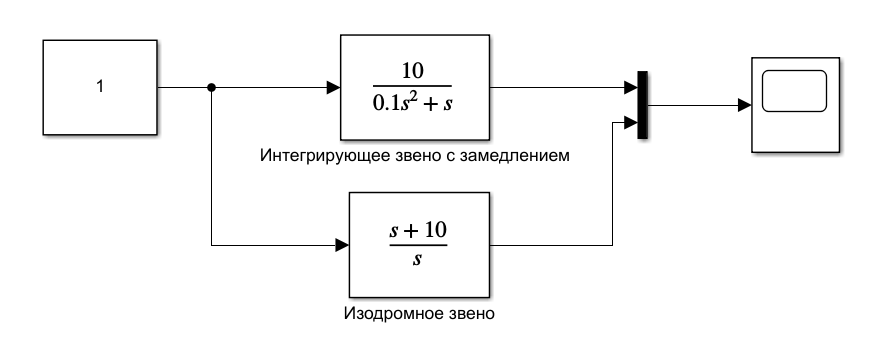 1
10
0.1s² + s
Интегрирующее звено с замедлением
s + 10
s
Изодромное звено